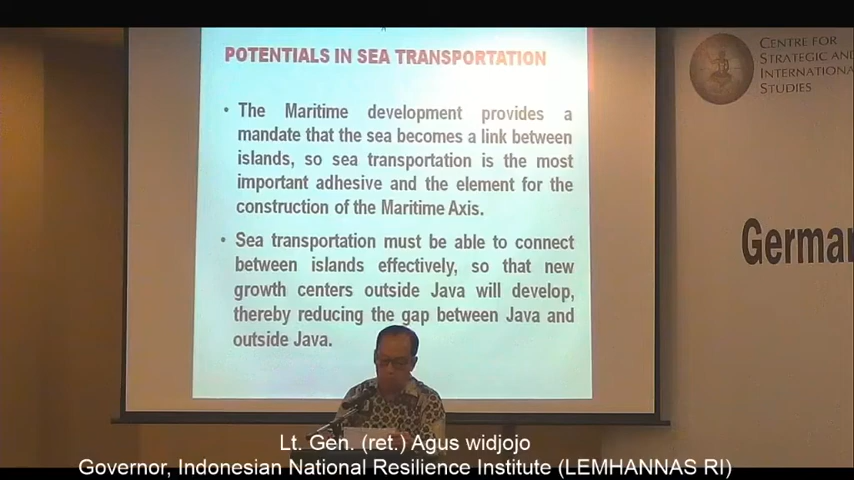 POTENTIALS IN SEA TRANSPORTATION
• The Maritime development provides a
mandate that the sea becomes a link between
islands, so sea transportation is the most
important adhesive and the element for the
construction of the Maritime Axis.
• Sea transportation must be able to connect
between islands effectively, so that new
growth centers outside Java will develop,
thereby reducing the gap between Java and
outside Java.
CENTRE FOR
STRATEGIC AND
INTERNATIONAL
STUDIES
German
Lt. Gen. (ret.) Agus widjojo
Governor, Indonesian National Resilience Institute (LEMHANNAS RI)